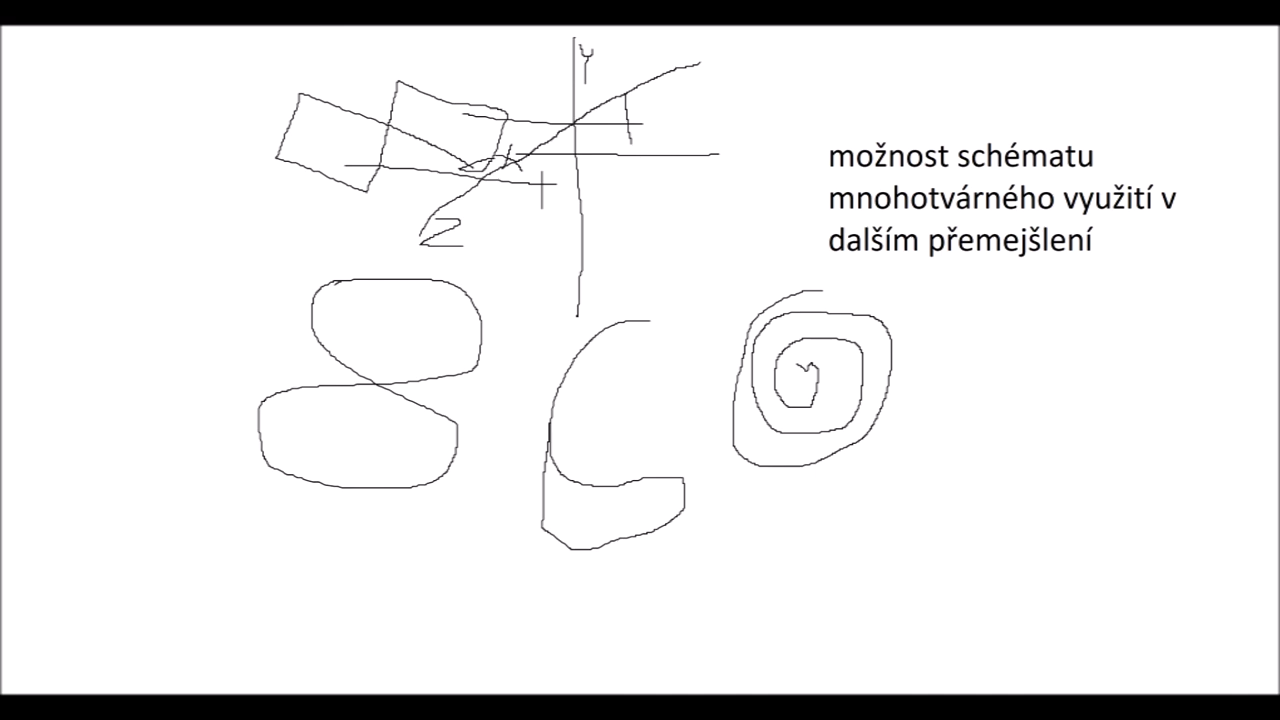 Y
Z
možnost schématu
mnohotvárného využití v
dalším přemejšlení